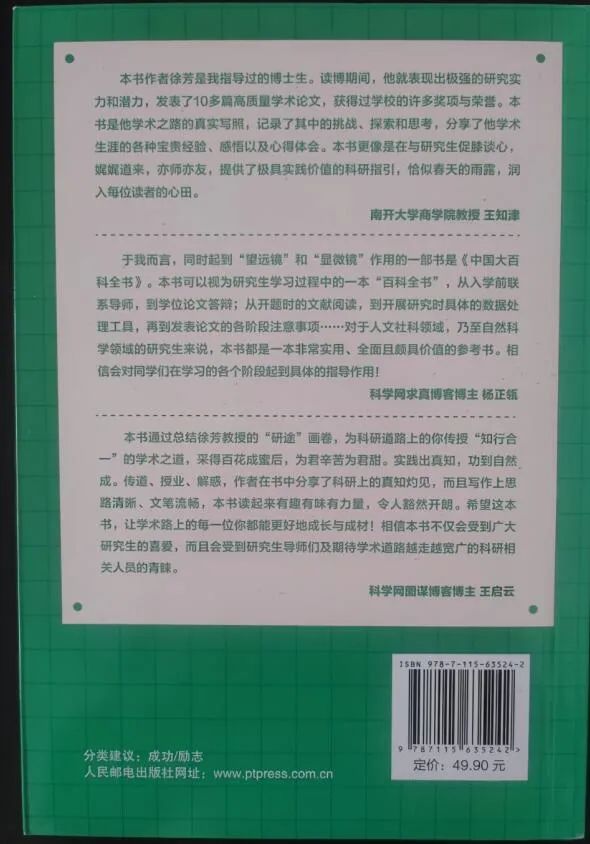 本书作者徐芳是我指导过的博士生。读博期间，他就表现出极强的研究实
力和潜力，发表了10多篇高质量学术论文，获得过学校的许多奖项与荣誉。本
书是他学术之路的真实写照，记录了其中的挑战、探索和思考，分享了他学术
生涯的各种宝贵经验、感悟以及心得体会。本书更像是在与研究生促膝谈心，
娓娓道来，亦师亦友，提供了极具实践价值的科研指引，恰似春天的雨露，润
入每位读者的心田。
南开大学商学院教授 王知津
于我而言，同时起到“望远镜”和“显微镜”作用的一部书是《中国大百
科全书》。本书可以视为研究生学习过程中的一本“百科全书”，从入学前联
系导师，到学位论文答辩；从开题时的文献阅读，到开展研究时具体的数据处
理工具，再到发表论文的各阶段注意事项……对于人文社科领域，乃至自然科
学领域的研究生来说，本书都是一本非常实用、全面且颇具价值的参考书。相
信会对同学们在学习的各个阶段起到具体的指导作用！
科学网求真博客博主 杨正瓴
本书通过总结徐芳教授的“研途”画卷，为科研道路上的你传授“知行合
一”的学术之道，采得百花成蜜后，为君辛苦为君甜。实践出真知，功到自然
成。传道、授业、解惑，作者在书中分享了科研上的真知灼见，而且写作上思
路清晰、文笔流畅，本书读起来有趣有味有力量，令人豁然开朗。希望这本
书，让学术路上的每一位你都能更好地成长与成材！相信本书不仅会受到广大
研究生的喜爱，而且会受到研究生导师们及期待学术道路越走越宽广的科研相
关人员的青睐。
科学网图谋博客博主 王启云
ISBN 978-7-115-63524-2
9 787115 635242 >
定价：49.90 元
分类建议：成功/励志
人民邮电出版社网址：www.ptpress.com.cn